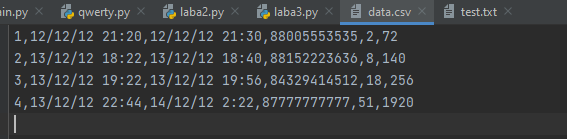 in.py qwerty.py laba2.py laba3.py data.csv test.txt
1,12/12/12 21:20,12/12/12 21:30,88005553535,2,72
2,13/12/12 18:22,13/12/12 18:40,88152223636,8,140
3,13/12/12 19:22,13/12/12 19:56,84329414512,18,256
4,13/12/12 22:44,14/12/12 2:22,87777777777,51,1920